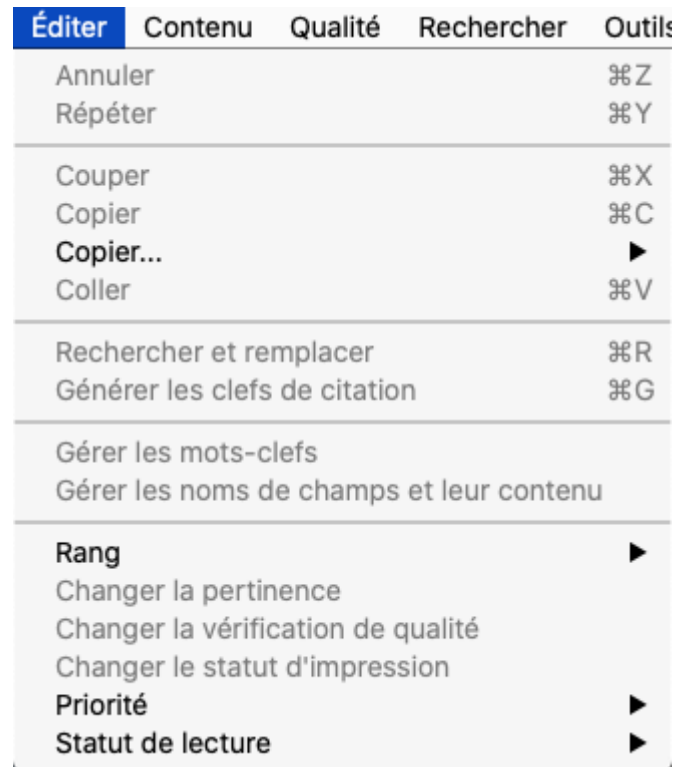 Éditer Contenu Qualité Rechercher Outils
Annuler ⌘Z
Répéter ⌘Y
Couper ⌘X
Copier ⌘C
Copier... ▶
Coller ⌘V
Rechercher et remplacer ⌘R
Générer les clefs de citation ⌘G
Gérer les mots-clefs
Gérer les noms de champs et leur contenu
Rang ▶
Changer la pertinence
Changer la vérification de qualité
Changer le statut d'impression
Priorité ▶
Statut de lecture ▶